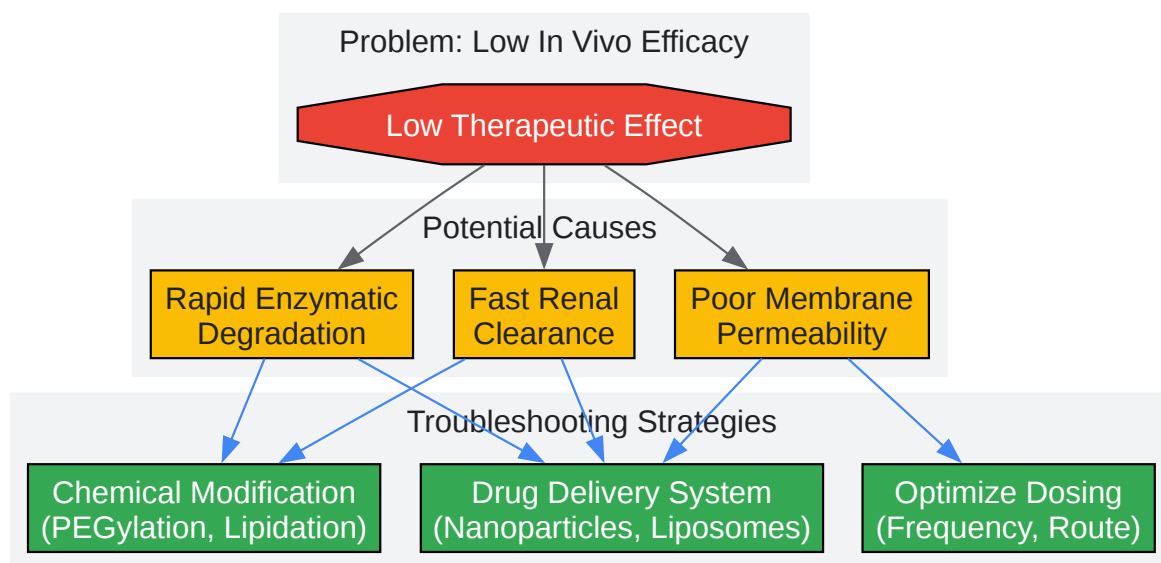 Problem: Low In Vivo Efficacy
Low Therapeutic Effect
Potential Causes
Rapid Enzymatic
Degradation
Fast Renal
Clearance
Poor Membrane
Permeability
Troubleshooting Strategies
Chemical Modification
(PEGylation, Lipidation)
Drug Delivery System
(Nanoparticles, Liposomes)
Optimize Dosing
(Frequency, Route)